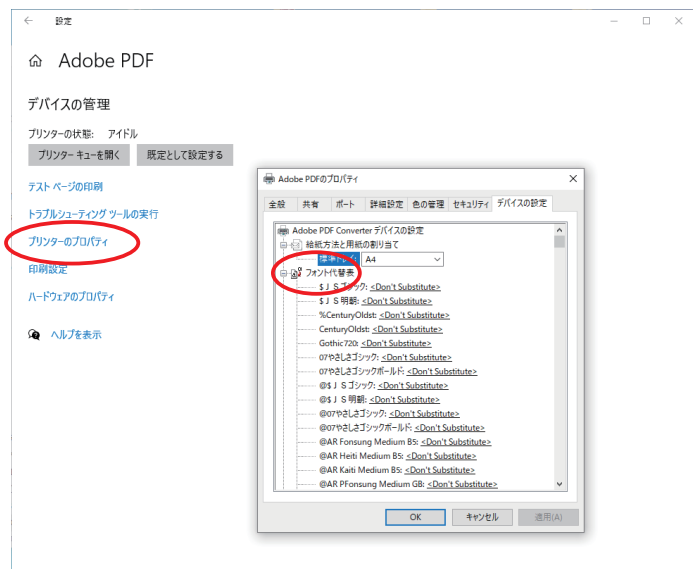 設定
Adobe PDF
デバイスの管理
プリンターの状態: アイドル
プリンター キューを開く 既定として設定する
テスト ページの印刷
トラブルシューティング ツールの実行
プリンターのプロパティ
印刷設定
ハードウェアのプロパティ
ヘルプを表示
Adobe PDFのプロパティ
全般 共有 ポート 詳細設定 色の管理 セキュリティ デバイスの設定
Adobe PDF Converter デバイスの設定
給紙方法と用紙の割り当て
標準トレイ: A4
フォント代替表
$ＪＳゴシック: <Don't Substitute>
$ＪＳ明朝: <Don't Substitute>
%CenturyOldst: <Don't Substitute>
CenturyOldst: <Don't Substitute>
Gothic720: <Don't Substitute>
07やさしさゴシック: <Don't Substitute>
07やさしさゴシックボールド: <Don't Substitute>
@$ＪＳゴシック: <Don't Substitute>
@$ＪＳ明朝: <Don't Substitute>
@07やさしさゴシック: <Don't Substitute>
@07やさしさゴシックボールド: <Don't Substitute>
@AR Fonsung Medium B5: <Don't Substitute>
@AR Heiti Medium B5: <Don't Substitute>
@AR Kaiti Medium B5: <Don't Substitute>
@AR PFonsung Medium GB: <Don't Substitute>
OK キャンセル 適用(A)